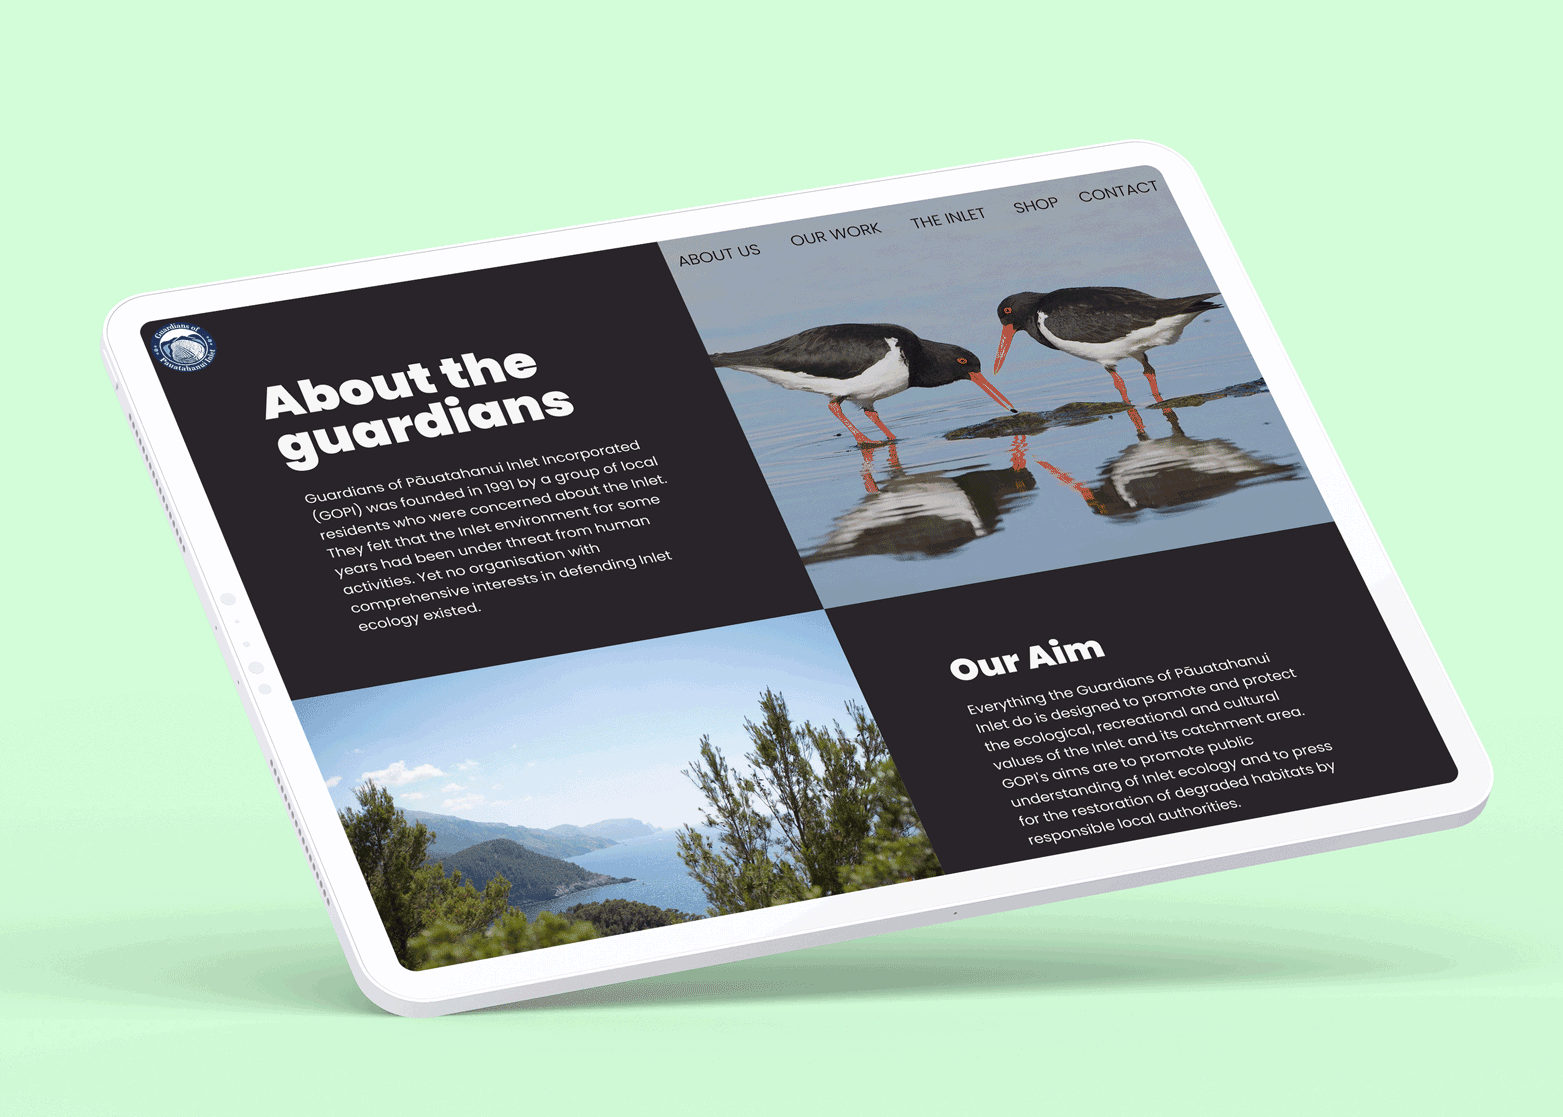 Guardians of
Pauatahanui Inlet
ABOUT US
OUR WORK
THE INLET
SHOP
CONTACT
About the
guardians
Guardians of Pāuatahanui Inlet Incorporated
(GOPI) was founded in 1991 by a group of local
residents who were concerned about the Inlet.
They felt that the Inlet environment for some
years had been under threat from human
activities. Yet no organisation with
comprehensive interests in defending Inlet
ecology existed.
Our Aim
Everything the Guardians of Pāuatahanui
Inlet do is designed to promote and protect
the ecological, recreational and cultural
values of the Inlet and its catchment area.
GOPI's aims are to promote public
understanding of Inlet ecology and to press
for the restoration of degraded habitats by
responsible local authorities.